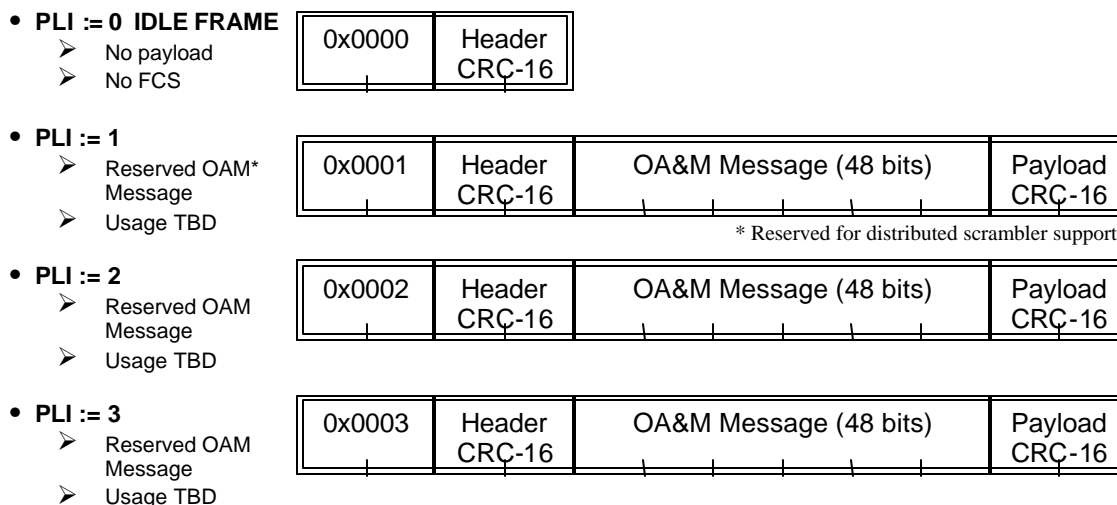 • PLI := 0 IDLE FRAME
➢ No payload
➢ No FCS
0x0000 Header CRC-16
• PLI := 1
➢ Reserved OAM* Message
➢ Usage TBD
0x0001 Header CRC-16 OA&M Message (48 bits) Payload CRC-16
* Reserved for distributed scrambler support
• PLI := 2
➢ Reserved OAM Message
➢ Usage TBD
0x0002 Header CRC-16 OA&M Message (48 bits) Payload CRC-16
• PLI := 3
➢ Reserved OAM Message
➢ Usage TBD
0x0003 Header CRC-16 OA&M Message (48 bits) Payload CRC-16